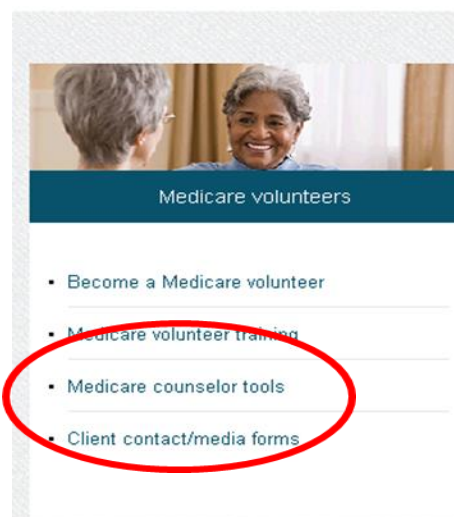 Medicare volunteers
Become a Medicare volunteer
Medicare volunteer training
Medicare counselor tools
Client contact/media forms